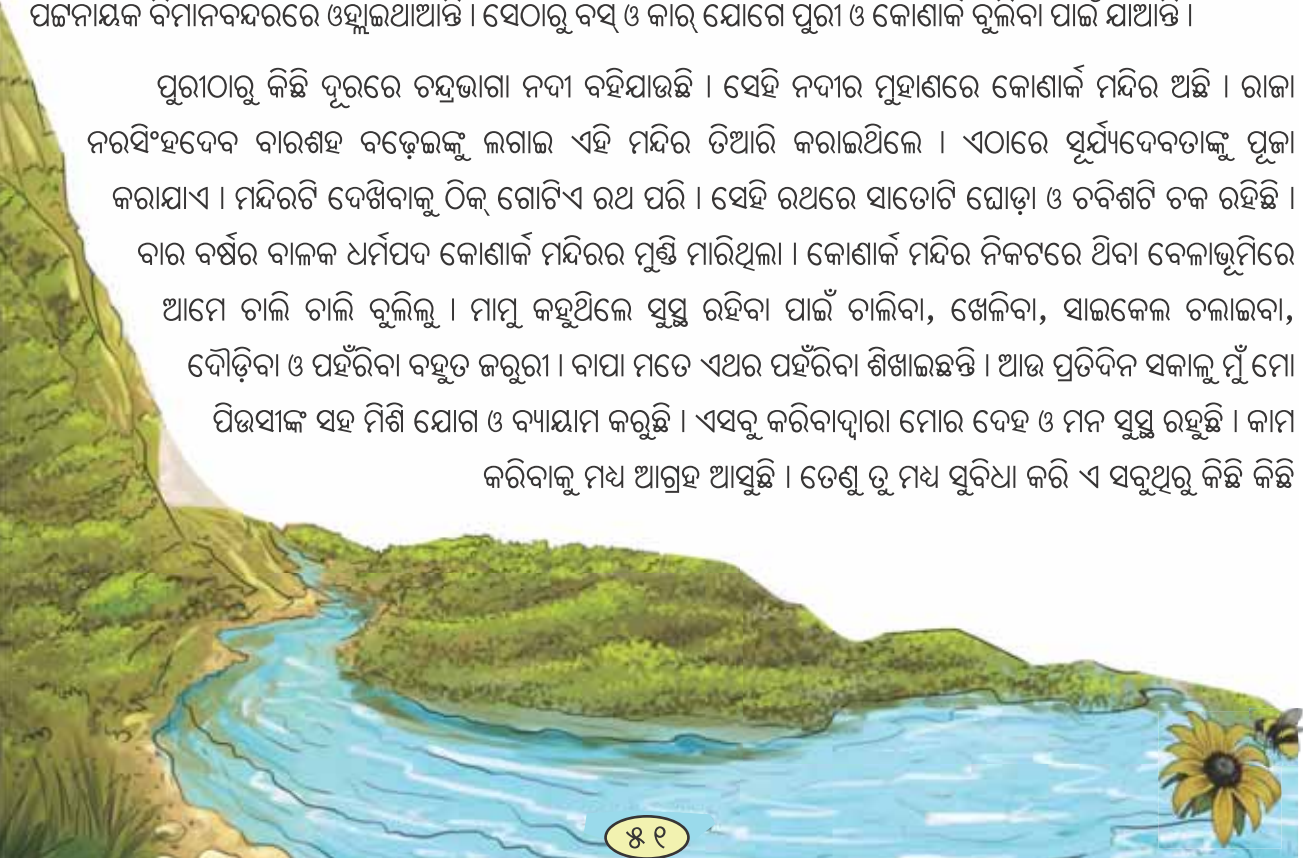 ପଟ୍ଟନାୟକ ବିମାନବନ୍ଦରରେ ଓହ୍ଲାଇଥାଆନ୍ତି । ସେଠାରୁ ବସ୍ ଓ କାର୍ ଯୋଗେ ପୁରୀ ଓ କୋଣାର୍କ ବୁଲିବା ପାଇଁ ଯାଆନ୍ତି ।
ପୁରୀଠାରୁ କିଛି ଦୂରରେ ଚନ୍ଦ୍ରଭାଗା ନଦୀ ବହିଯାଉଛି । ସେହି ନଦୀର ମୁହାଣରେ କୋଣାର୍କ ମନ୍ଦିର ଅଛି । ରାଜା
ନରସିଂହଦେବ ବାରଶହ ବଢ଼େଇଙ୍କୁ ଲଗାଇ ଏହି ମନ୍ଦିର ତିଆରି କରାଇଥିଲେ । ଏଠାରେ ସୂର୍ଯ୍ୟଦେବତାଙ୍କୁ ପୂଜା
କରାଯାଏ । ମନ୍ଦିରଟି ଦେଖିବାକୁ ଠିକ୍ ଗୋଟିଏ ରଥ ପରି । ସେହି ରଥରେ ସାତୋଟି ଘୋଡ଼ା ଓ ଚବିଶଟି ଚକ ରହିଛି ।
ବାର ବର୍ଷର ବାଳକ ଧର୍ମପଦ କୋଣାର୍କ ମନ୍ଦିରର ମୁଣ୍ଡି ମାରିଥିଲା । କୋଣାର୍କ ମନ୍ଦିର ନିକଟରେ ଥିବା ବେଳାଭୂମିରେ
ଆମେ ଚାଲି ଚାଲି ବୁଲିଲୁ । ମାମୁ କହୁଥିଲେ ସୁସ୍ଥ ରହିବା ପାଇଁ ଚାଲିବା, ଖେଳିବା, ସାଇକେଲ ଚଲାଇବା,
ଦୌଡ଼ିବା ଓ ପହଁରିବା ବହୁତ ଜରୁରୀ । ବାପା ମତେ ଏଥର ପହଁରିବା ଶିଖାଇଛନ୍ତି । ଆଉ ପ୍ରତିଦିନ ସକାଳୁ ମୁଁ ମୋ
ପିଉସୀଙ୍କ ସହ ମିଶି ଯୋଗ ଓ ବ୍ୟାୟାମ କରୁଛି । ଏସବୁ କରିବାଦ୍ୱାରା ମୋର ଦେହ ଓ ମନ ସୁସ୍ଥ ରହୁଛି । କାମ
କରିବାକୁ ମଧ୍ୟ ଆଗ୍ରହ ଆସୁଛି । ତେଣୁ ତୁ ମଧ୍ୟ ସୁବିଧା କରି ଏ ସବୁଥିରୁ କିଛି କିଛି
୫୧